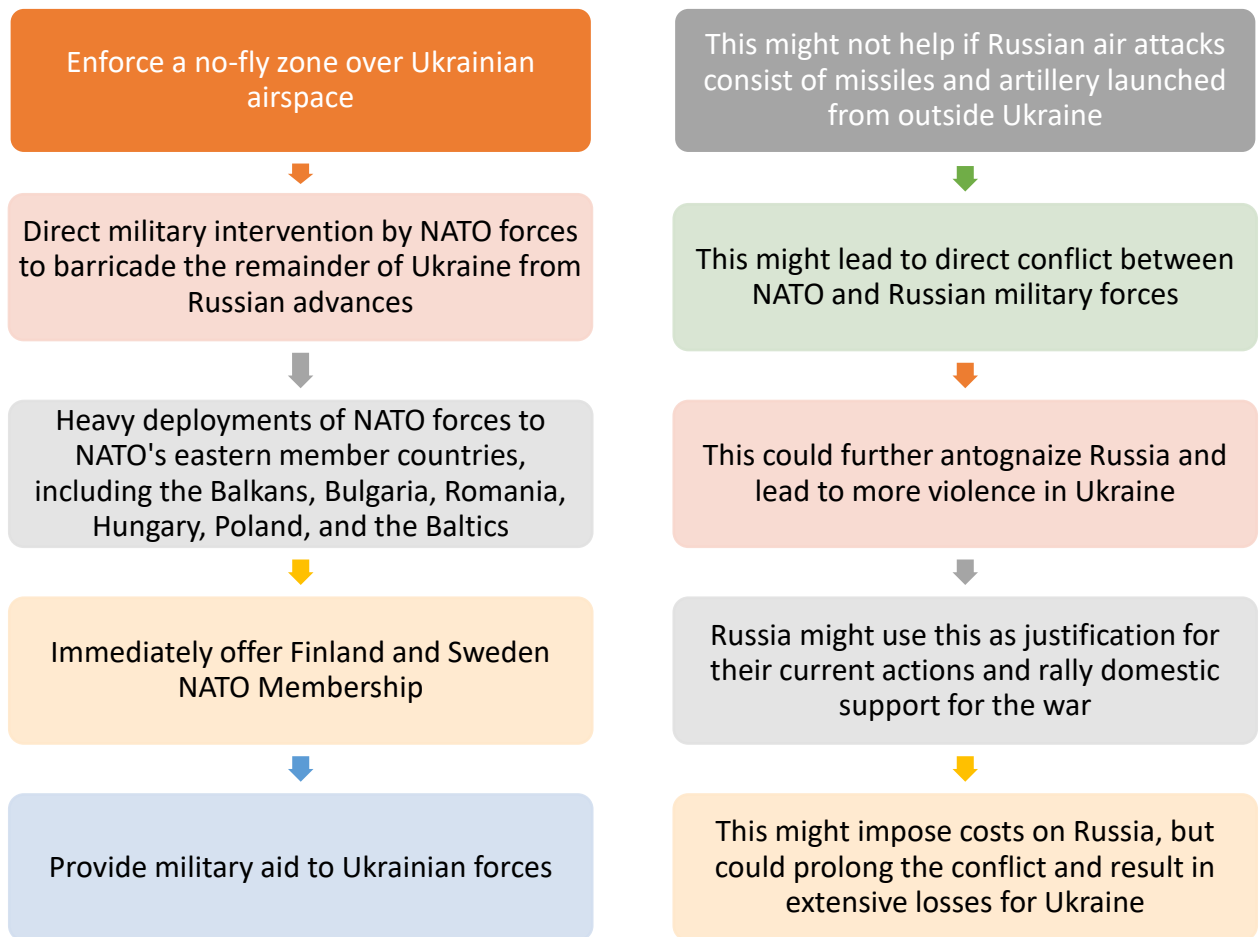 Enforce a no-fly zone over Ukrainian
airspace
Direct military intervention by NATO forces
to barricade the remainder of Ukraine from
Russian advances
Heavy deployments of NATO forces to
NATO's eastern member countries,
including the Balkans, Bulgaria, Romania,
Hungary, Poland, and the Baltics
Immediately offer Finland and Sweden
NATO Membership
Provide military aid to Ukrainian forces
This might not help if Russian air attacks
consist of missiles and artillery launched
from outside Ukraine
This might lead to direct conflict between
NATO and Russian military forces
This could further antognaize Russia and
lead to more violence in Ukraine
Russia might use this as justification for
their current actions and rally domestic
support for the war
This might impose costs on Russia, but
could prolong the conflict and result in
extensive losses for Ukraine